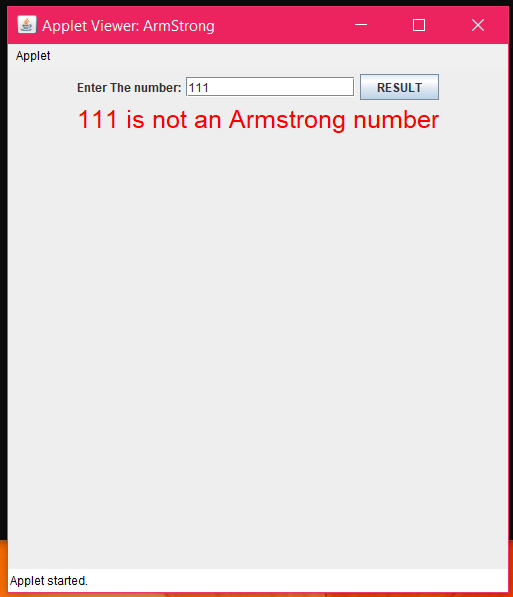 Applet Viewer: ArmStrong
Applet
Enter The number: 111 RESULT
111 is not an Armstrong number
Applet started.